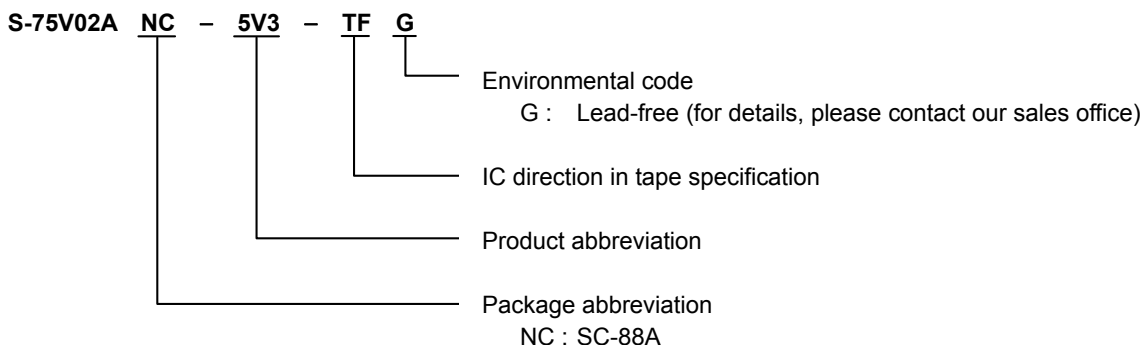 S-75V02A NC – 5V3 – TF G
Environmental code
G : Lead-free (for details, please contact our sales office)
IC direction in tape specification
Product abbreviation
Package abbreviation
NC : SC-88A